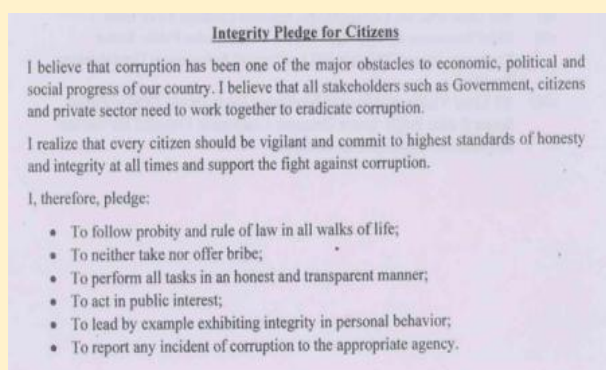 Integrity Pledge for Citizens
I believe that corruption has been one of the major obstacles to economic, political and
social progress of our country. I believe that all stakeholders such as Government, citizens
and private sector need to work together to eradicate corruption.
I realize that every citizen should be vigilant and commit to highest standards of honesty
and integrity at all times and support the fight against corruption.
I, therefore, pledge:
• To follow probity and rule of law in all walks of life;
• To neither take nor offer bribe;
• To perform all tasks in an honest and transparent manner;
• To act in public interest;
• To lead by example exhibiting integrity in personal behavior;
• To report any incident of corruption to the appropriate agency.